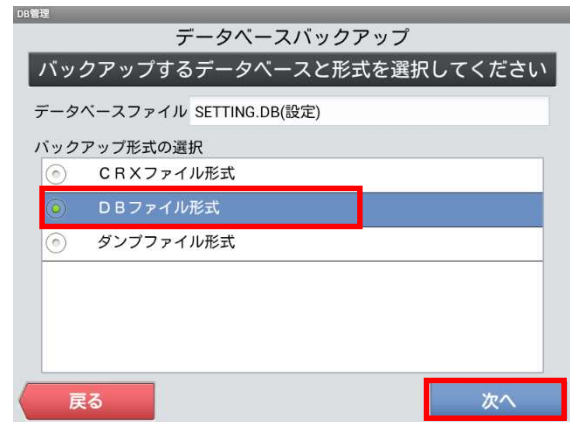 DB管理
データベースバックアップ
バックアップするデータベースと形式を選択してください
データベースファイル SETTING.DB(設定)
バックアップ形式の選択
ＣＲＸファイル形式
ＤＢファイル形式
ダンプファイル形式
戻る
次へ